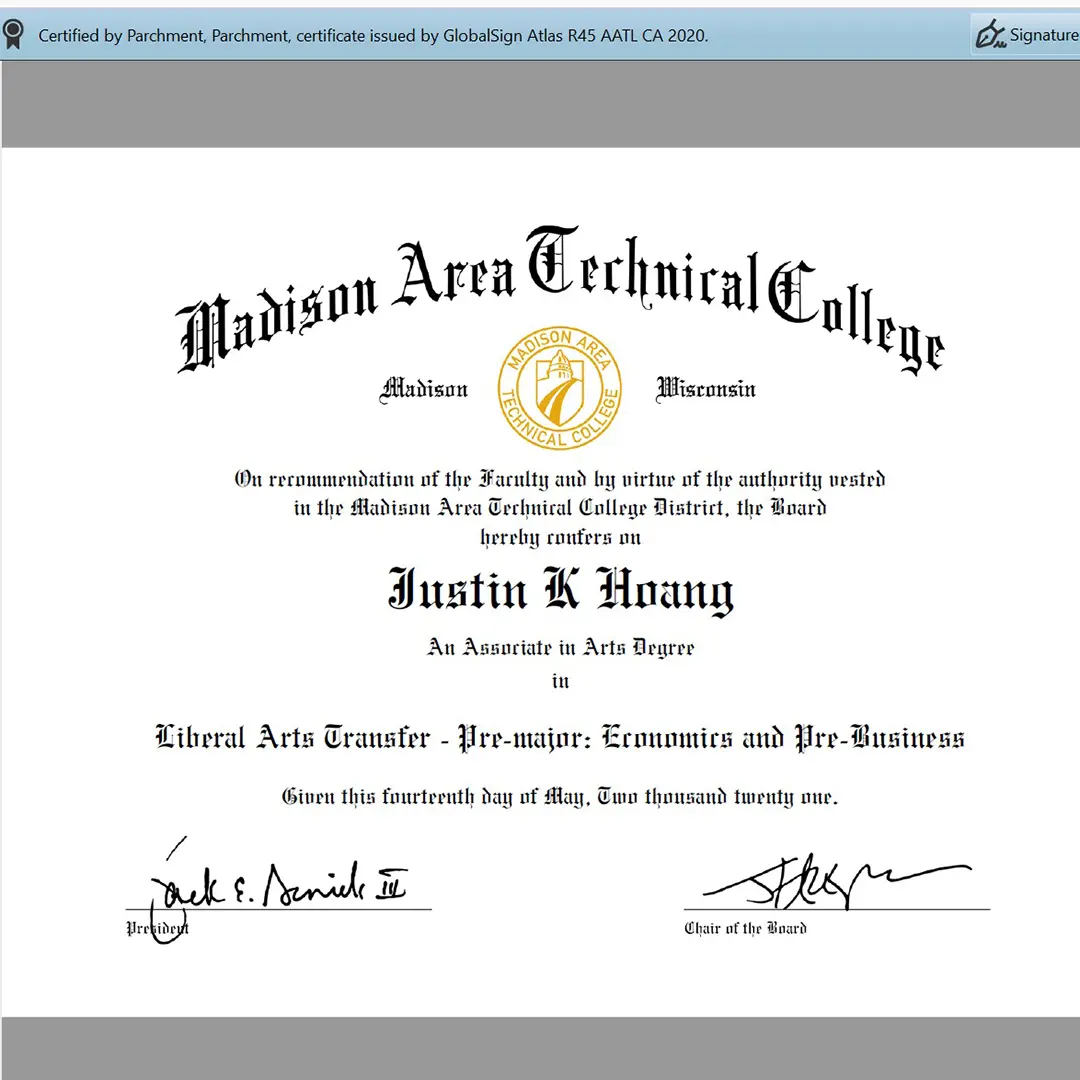 Certified by Parchment, Parchment, certificate issued by GlobalSign Atlas R45 AATL CA 2020.
Signature
Madison Area Technical College
Madison
MADISON AREA TECHNICAL COLLEGE
Wisconsin
On recommendation of the Faculty and by virtue of the authority vested
in the Madison Area Technical College District, the Board
hereby confers on
Justin K Hoang
An Associate in Arts Degree
in
Liberal Arts Transfer - Pre-major: Economics and Pre-Business
Given this fourteenth day of May, Two thousand twenty one.
Jack E. Daniels III
President
Chair of the Board